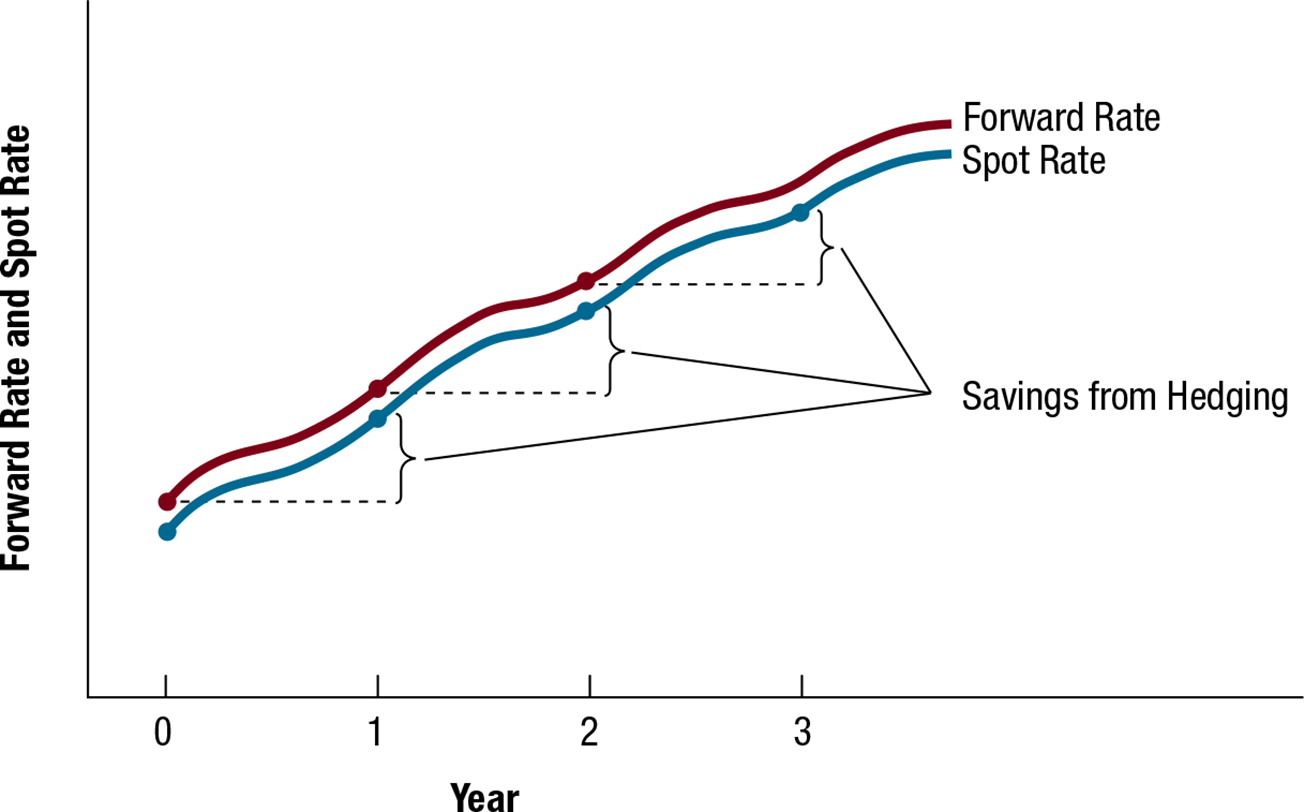 Forward Rate and Spot Rate
Forward Rate
Spot Rate
Savings from Hedging
0
1
2
3
Year